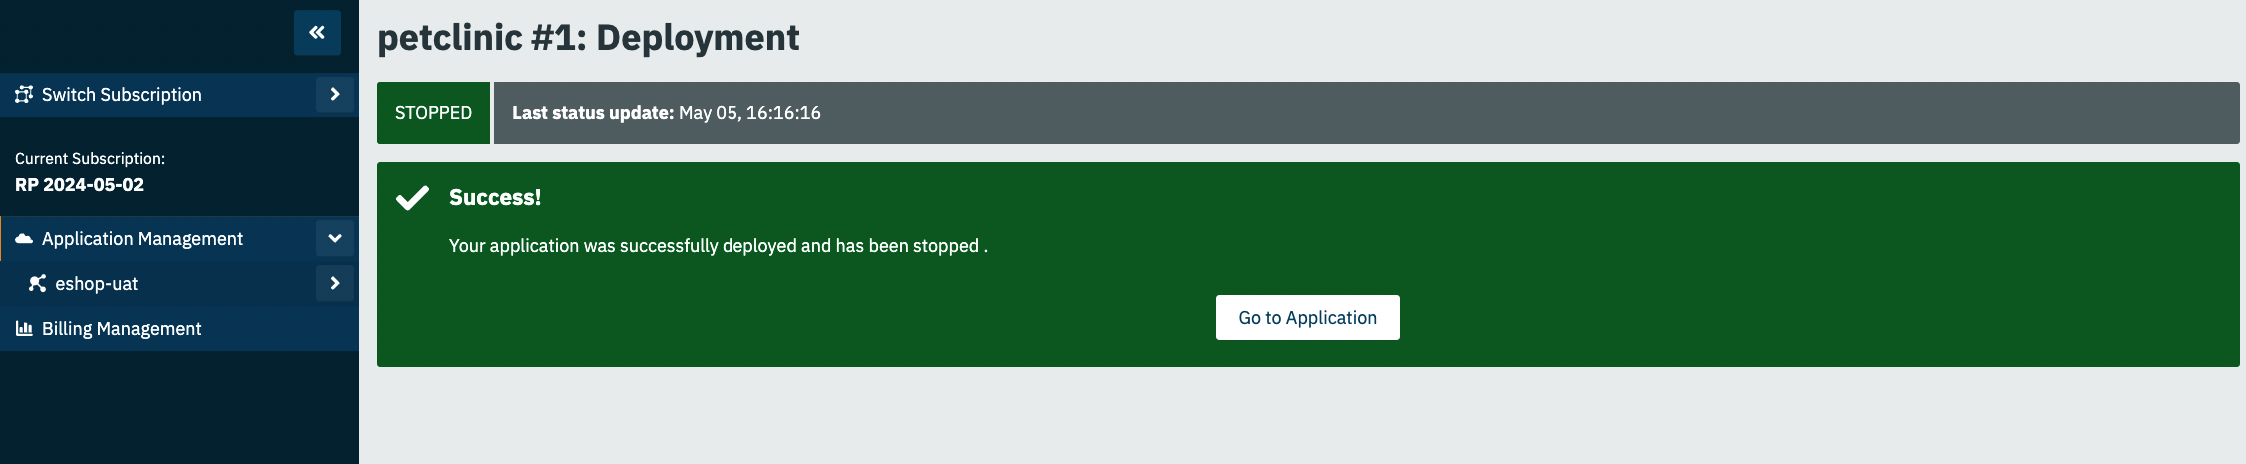 petclinic #1: Deployment
Switch Subscription
STOPPED
Last status update: May 05, 16:16:16
Current Subscription:
RP 2024-05-02
Success!
Your application was successfully deployed and has been stopped .
Application Management
eshop-uat
Go to Application
Billing Management